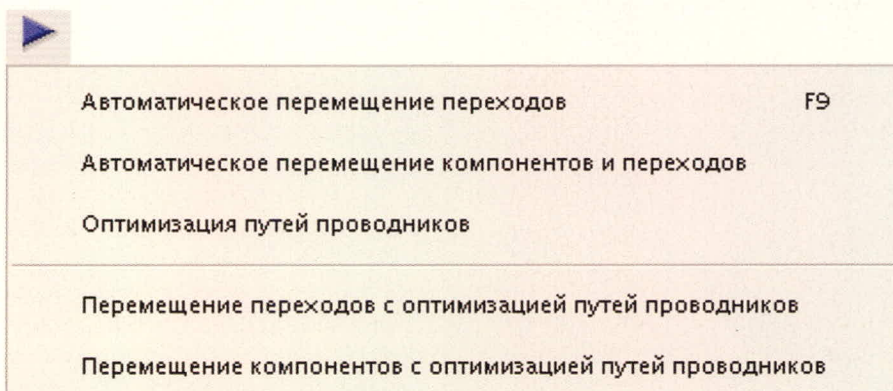 Автоматическое перемещение переходов F9
Автоматическое перемещение компонентов и переходов
Оптимизация путей проводников
Перемещение переходов с оптимизацией путей проводников
Перемещение компонентов с оптимизацией путей проводников